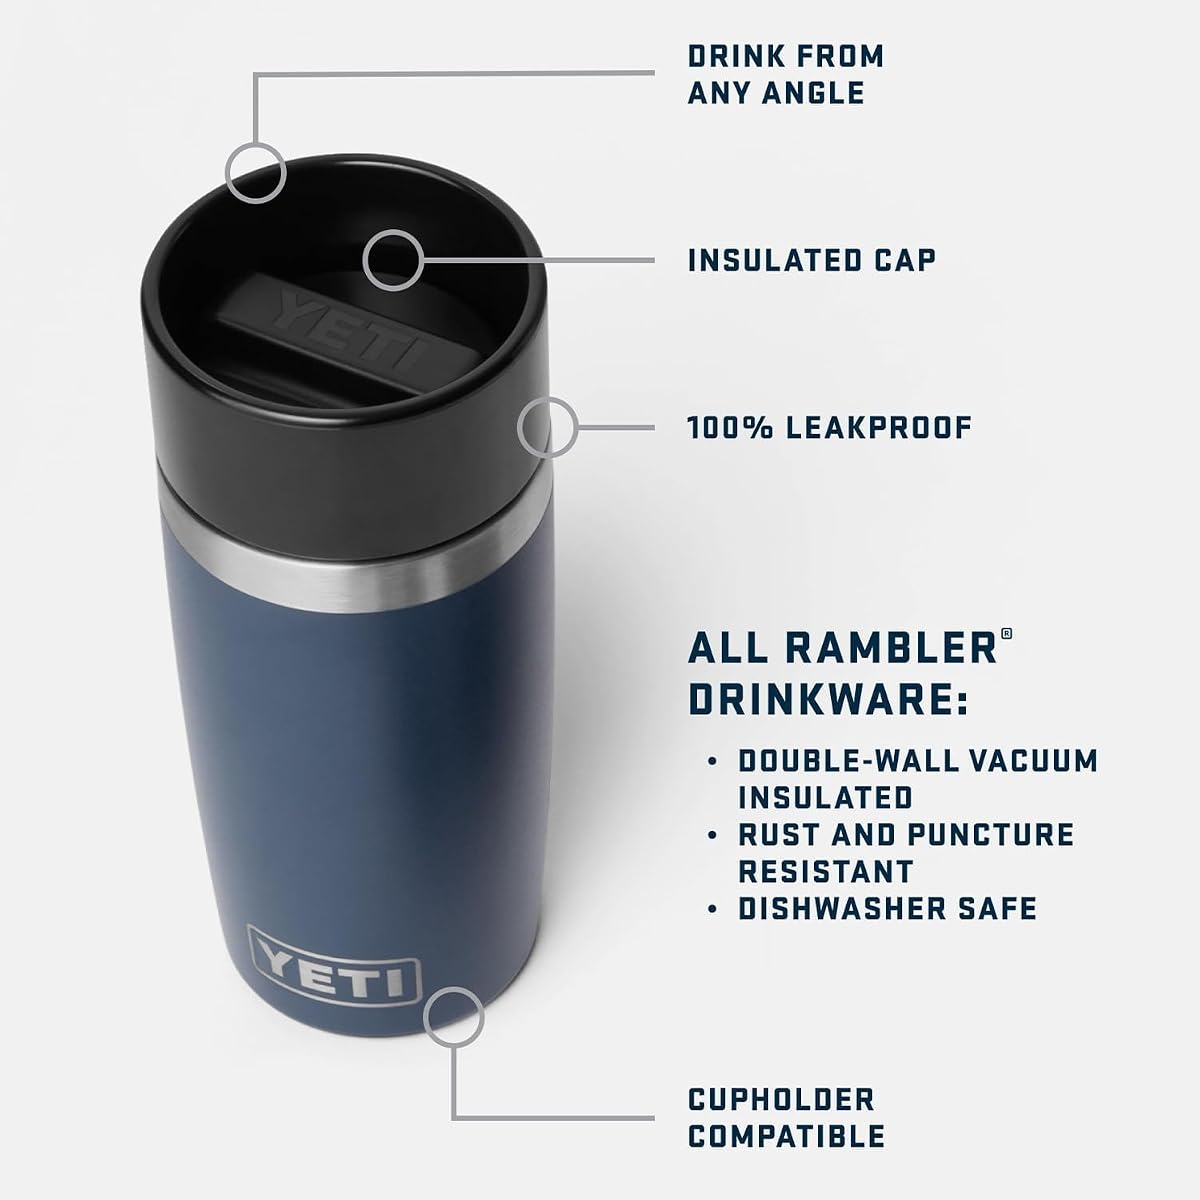 DRINK FROM
ANY ANGLE
INSULATED CAP
YETI
100% LEAKPROOF
ALL RAMBLER®
DRINKWARE:
• DOUBLE-WALL VACUUM
INSULATED
• RUST AND PUNCTURE
RESISTANT
• DISHWASHER SAFE
YETI
CUPHOLDER
COMPATIBLE